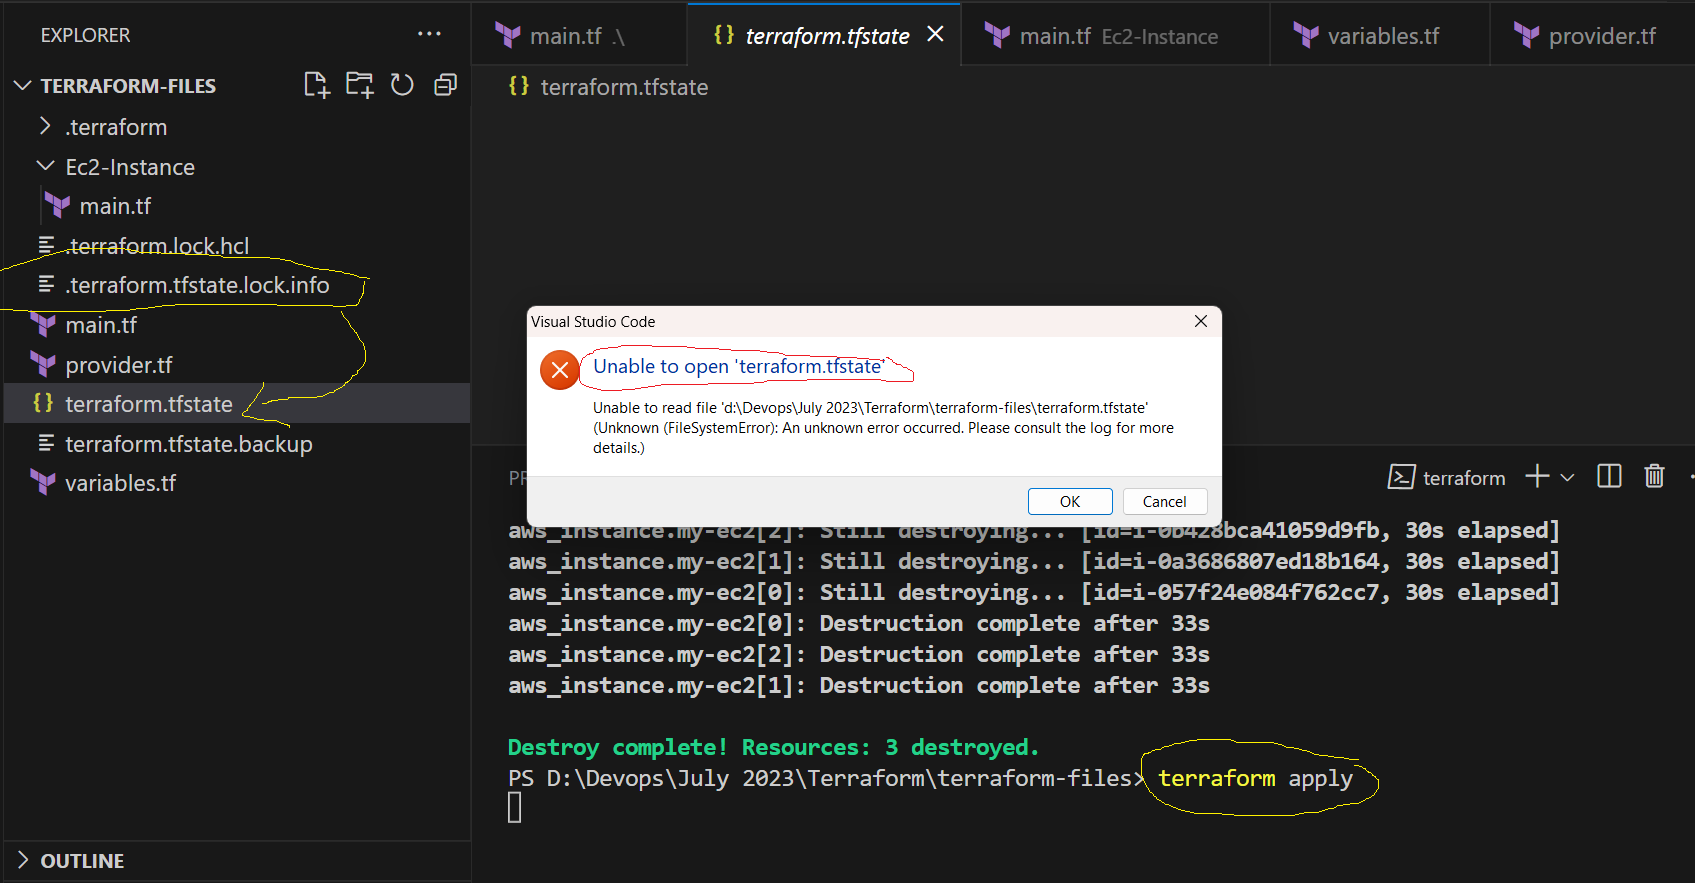 EXPLORER
···
main.tf .\
{} terraform.tfstate
main.tf Ec2-Instance
variables.tf
provider.tf
TERRAFORM-FILES
{} terraform.tfstate
.terraform
Ec2-Instance
main.tf
.terraform.lock.hcl
.terraform.tfstate.lock.info
main.tf
provider.tf
{} terraform.tfstate
terraform.tfstate.backup
variables.tf
OUTLINE
Visual Studio Code
Unable to open 'terraform.tfstate'
Unable to read file 'd:\Devops\July 2023\Terraform\terraform-files\terraform.tfstate'
(Unknown (FileSystemError): An unknown error occurred. Please consult the log for more
details.)
OK
Cancel
PR
terraform
aws_instance.my-ec2[2]: Still destroying... [id=i-0b428bca41059d9fb, 30s elapsed]
aws_instance.my-ec2[1]: Still destroying... [id=i-0a3686807ed18b164, 30s elapsed]
aws_instance.my-ec2[0]: Still destroying... [id=i-057f24e084f762cc7, 30s elapsed]
aws_instance.my-ec2[0]: Destruction complete after 33s
aws_instance.my-ec2[2]: Destruction complete after 33s
aws_instance.my-ec2[1]: Destruction complete after 33s
Destroy complete! Resources: 3 destroyed.
PS D:\Devops\July 2023\Terraform\terraform-files> terraform apply